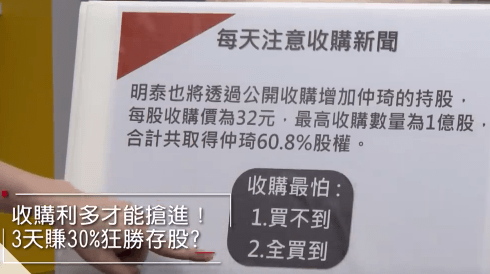 每天注意收購新聞
明泰也將透過公開收購增加仲琦的持股，
每股收購價為32元，最高收購數量為1億股，
合計共取得仲琦60.8%股權。
收購最怕：
1.買不到
2.全買到
收購利多才能搶進！
3天賺30%狂勝存股?